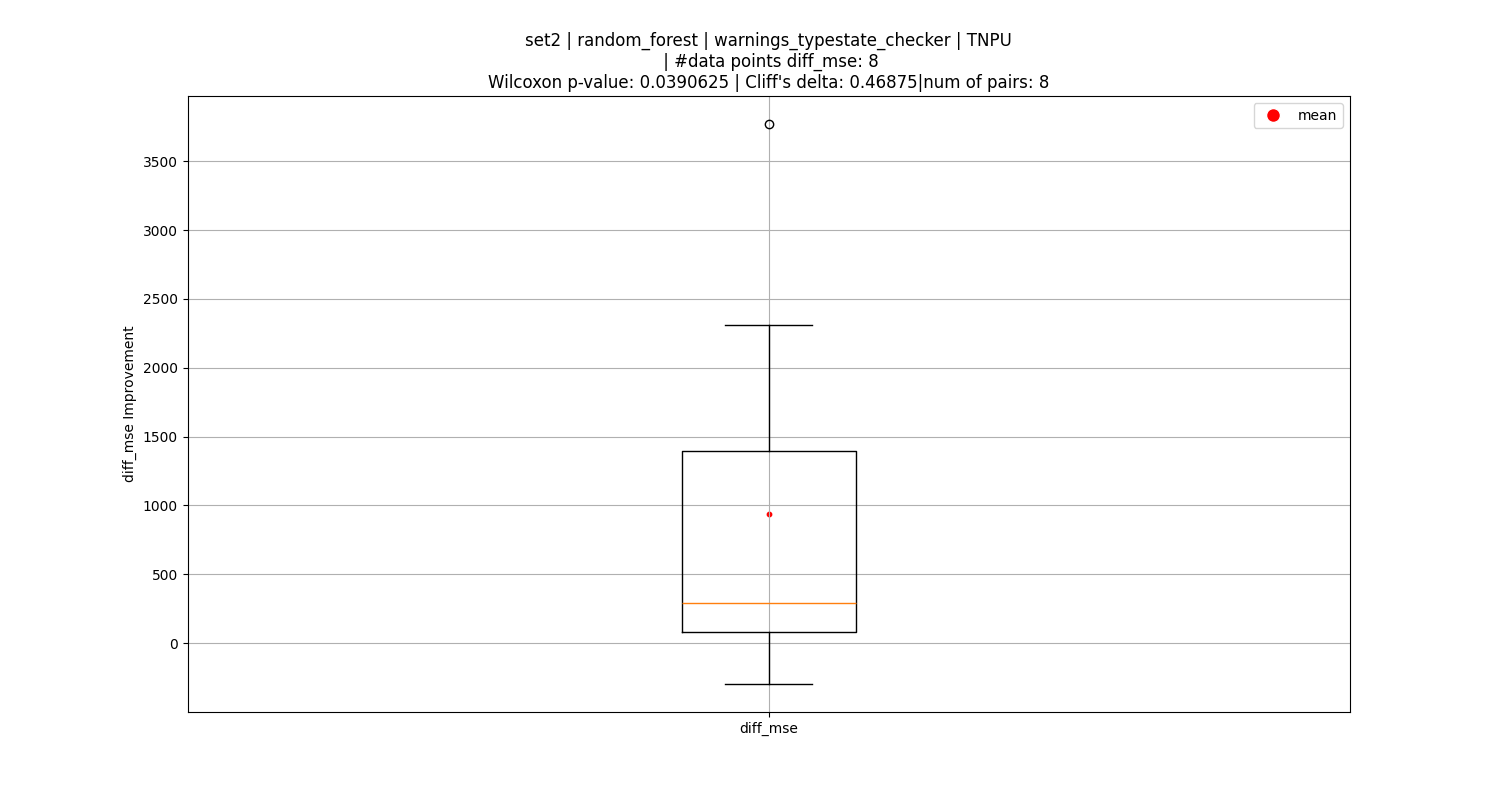 set2 | random_forest | warnings_typestate_checker | TNPU
| #data points diff_mse: 8
Wilcoxon p-value: 0.0390625 | Cliff's delta: 0.46875|num of pairs: 8
mean
3500
3000
2500
2000
1500
1000
500
0
diff_mse Improvement
diff_mse